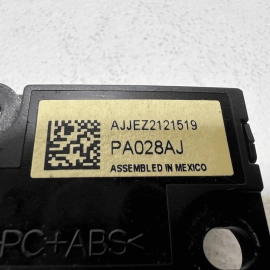 AJJEZ2121519
PA028AJ
ASSEMBLED IN MEXICO
PC+ABS<